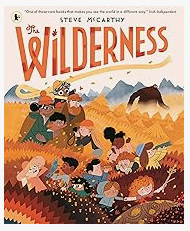 "One of those rare books that makes you see the world in a different way." Irish Independent
STEVE McCARTHY
The
WILDERNESS